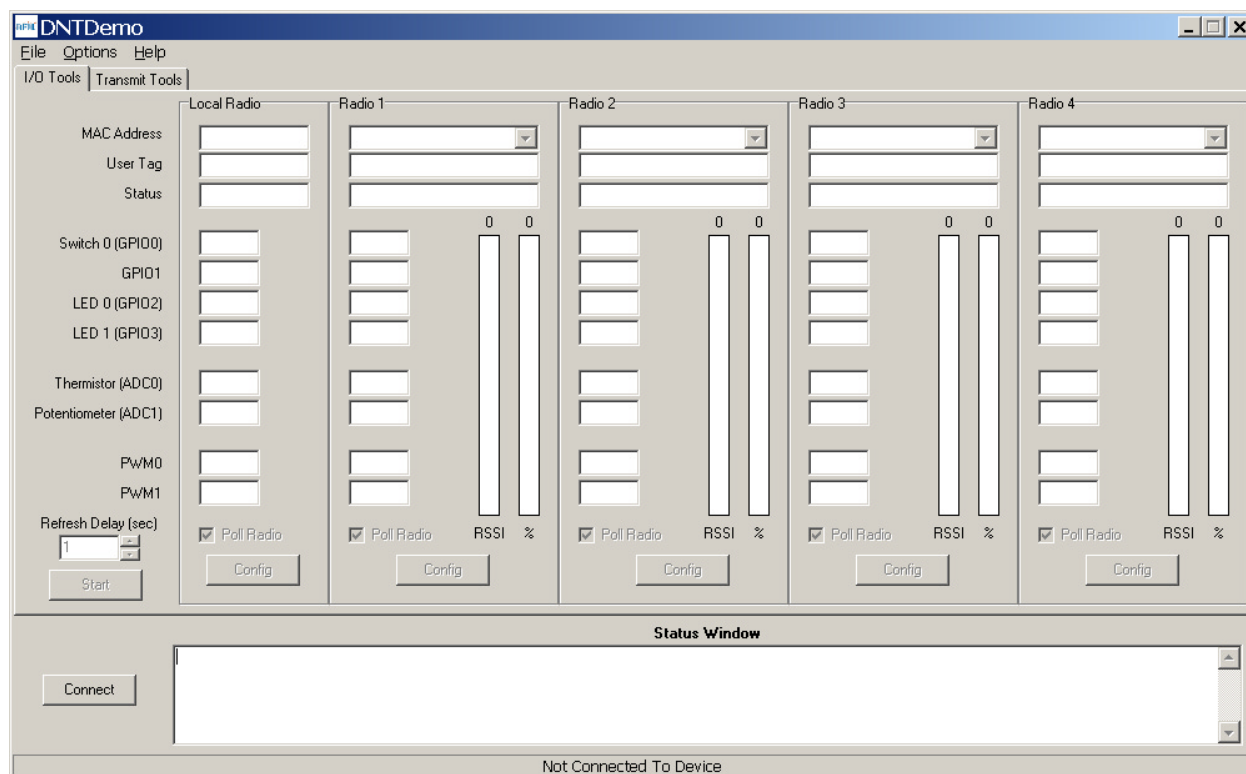 RFM DNTDemo
File Options Help
I/O Tools Transmit Tools
Local Radio Radio 1 Radio 2 Radio 3 Radio 4
MAC Address
User Tag
Status
0 0 0 0 0 0 0 0
Switch 0 (GPIO0)
GPIO1
LED 0 (GPIO2)
LED 1 (GPIO3)
Thermistor (ADC0)
Potentiometer (ADC1)
PWM0
PWM1
Refresh Delay (sec)
1
Poll Radio Poll Radio RSSI % Poll Radio RSSI % Poll Radio RSSI % Poll Radio RSSI %
Start Config Config Config Config Config
Status Window
Connect
Not Connected To Device